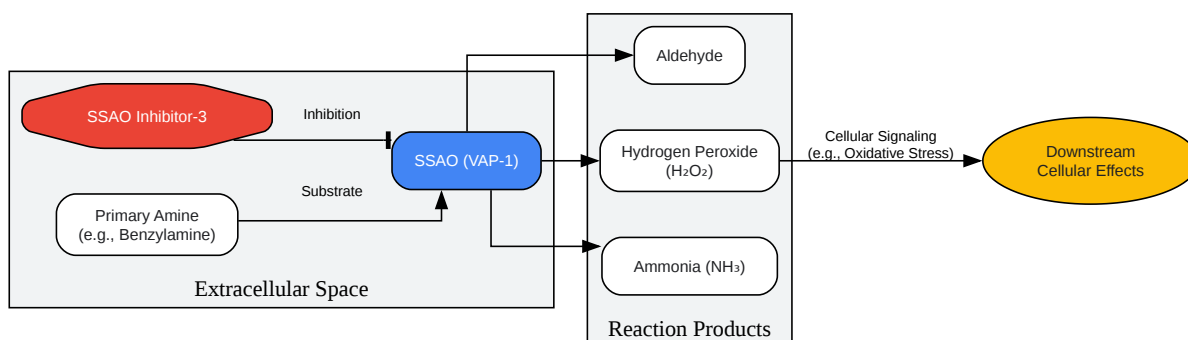 SSAO Inhibitor-3
Inhibition
SSAO (VAP-1)
Substrate
Primary Amine
(e.g., Benzylamine)
Extracellular Space
Aldehyde
Hydrogen Peroxide
(H₂O₂)
Ammonia (NH₃)
Reaction Products
Cellular Signaling
(e.g., Oxidative Stress)
Downstream
Cellular Effects